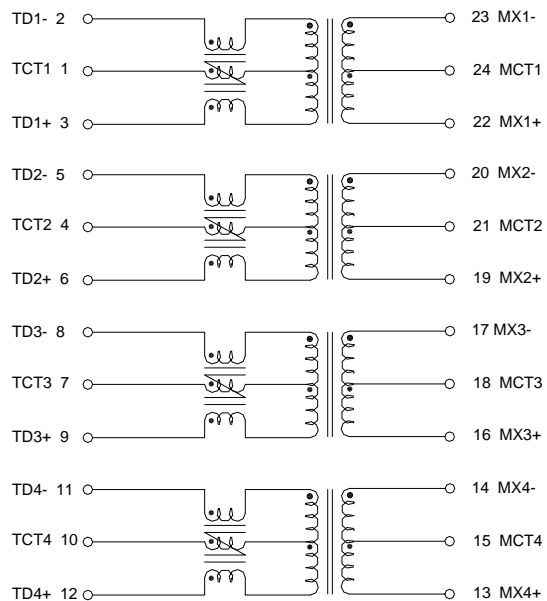 TD1- 2 23 MX1-
TCT1 1 24 MCT1
TD1+ 3 22 MX1+
TD2- 5 20 MX2-
TCT2 4 21 MCT2
TD2+ 6 19 MX2+
TD3- 8 17 MX3-
TCT3 7 18 MCT3
TD3+ 9 16 MX3+
TD4- 11 14 MX4-
TCT4 10 15 MCT4
TD4+ 12 13 MX4+